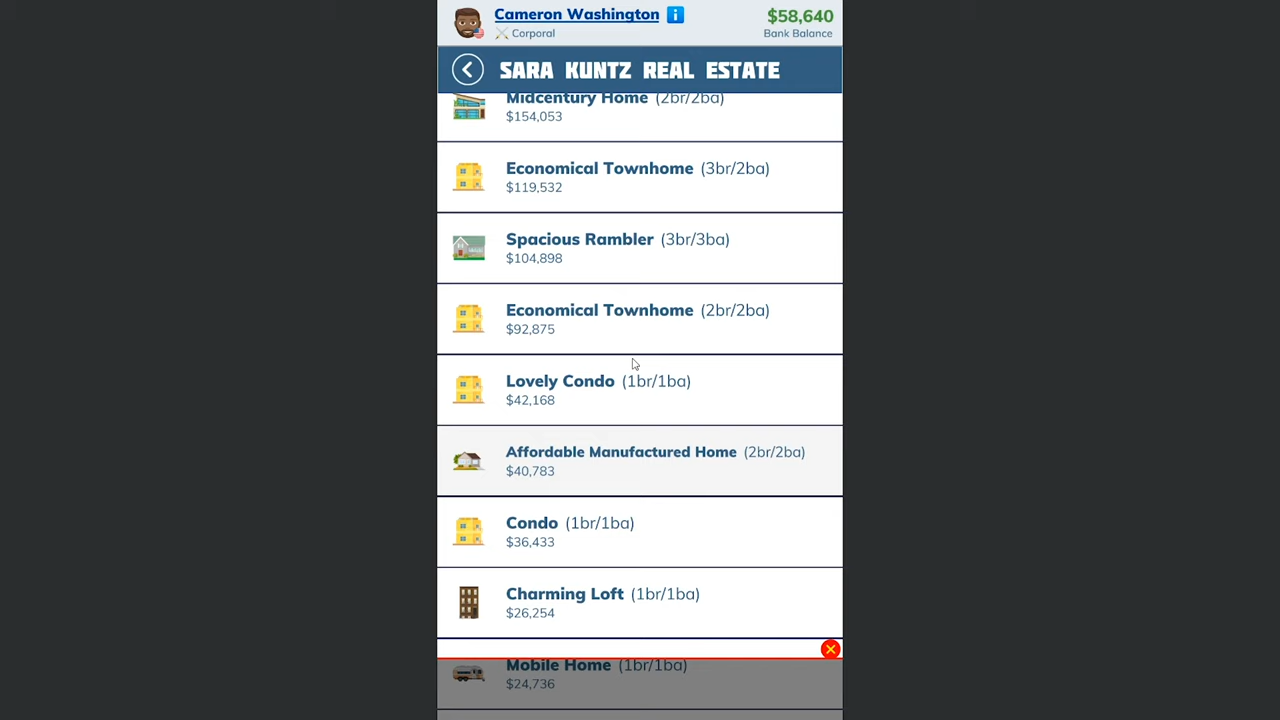 Cameron Washington
Corporal
$58,640
Bank Balance
SARA KUNTZ REAL ESTATE
Midcentury Home (2br/2ba)
$154,053
Economical Townhome (3br/2ba)
$119,532
Spacious Rambler (3br/3ba)
$104,898
Economical Townhome (2br/2ba)
$92,875
Lovely Condo (1br/1ba)
$42,168
Affordable Manufactured Home (2br/2ba)
$40,783
Condo (1br/1ba)
$36,433
Charming Loft (1br/1ba)
$26,254
Mobile Home (1br/1ba)
$24,736